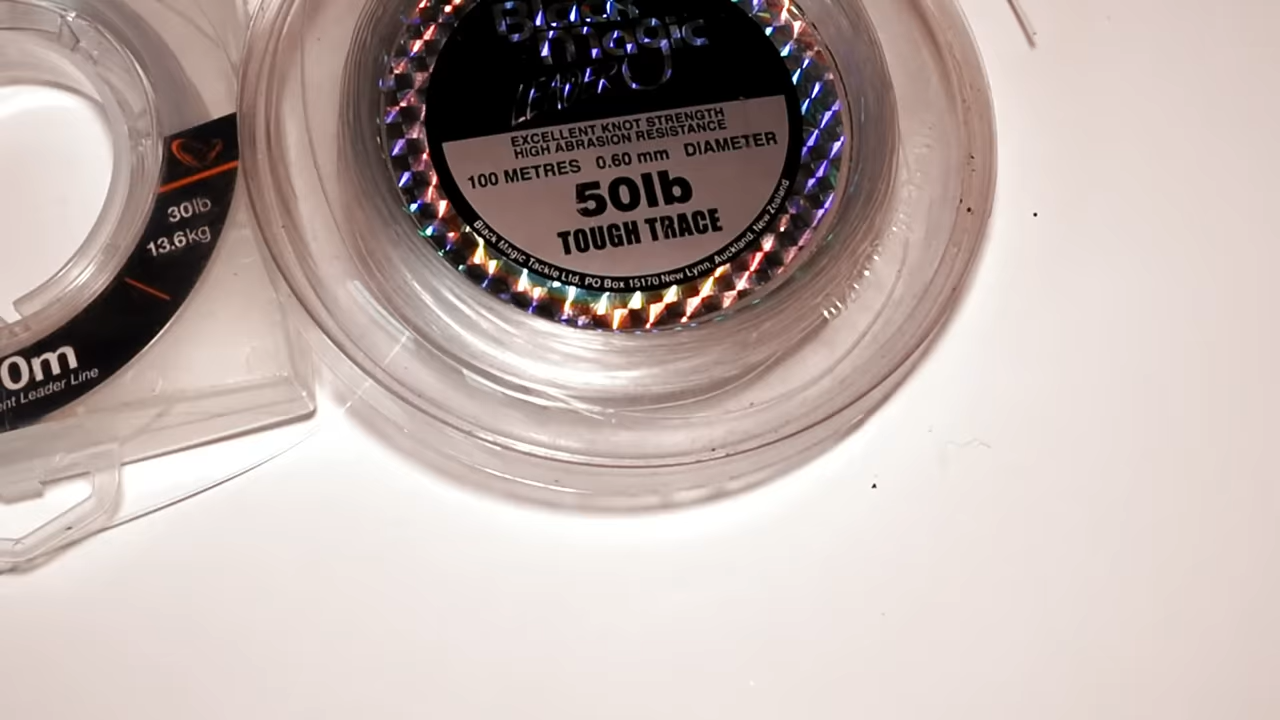 Black
Magic
LEADER
EXCELLENT KNOT STRENGTH
HIGH ABRASION RESISTANCE
100 METRES 0.60 mm DIAMETER
50lb
TOUGH TRACE
Black Magic Tackle Ltd, PO Box 15170 New Lynn, Auckland, New Zealand
30lb
13.6kg
0m
nt Leader Line